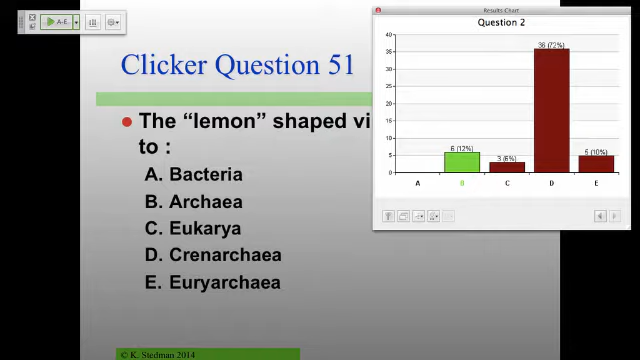 A-E
Clicker Question 51
The “lemon” shaped vi
to :
A. Bacteria
B. Archaea
C. Eukarya
D. Crenarchaea
E. Euryarchaea
© K. Stedman 2014
Results Chart
Question 2
40
35
30
25
20
15
10
5
0
6 (12%)
3 (6%)
36 (72%)
5 (10%)
A B C D E